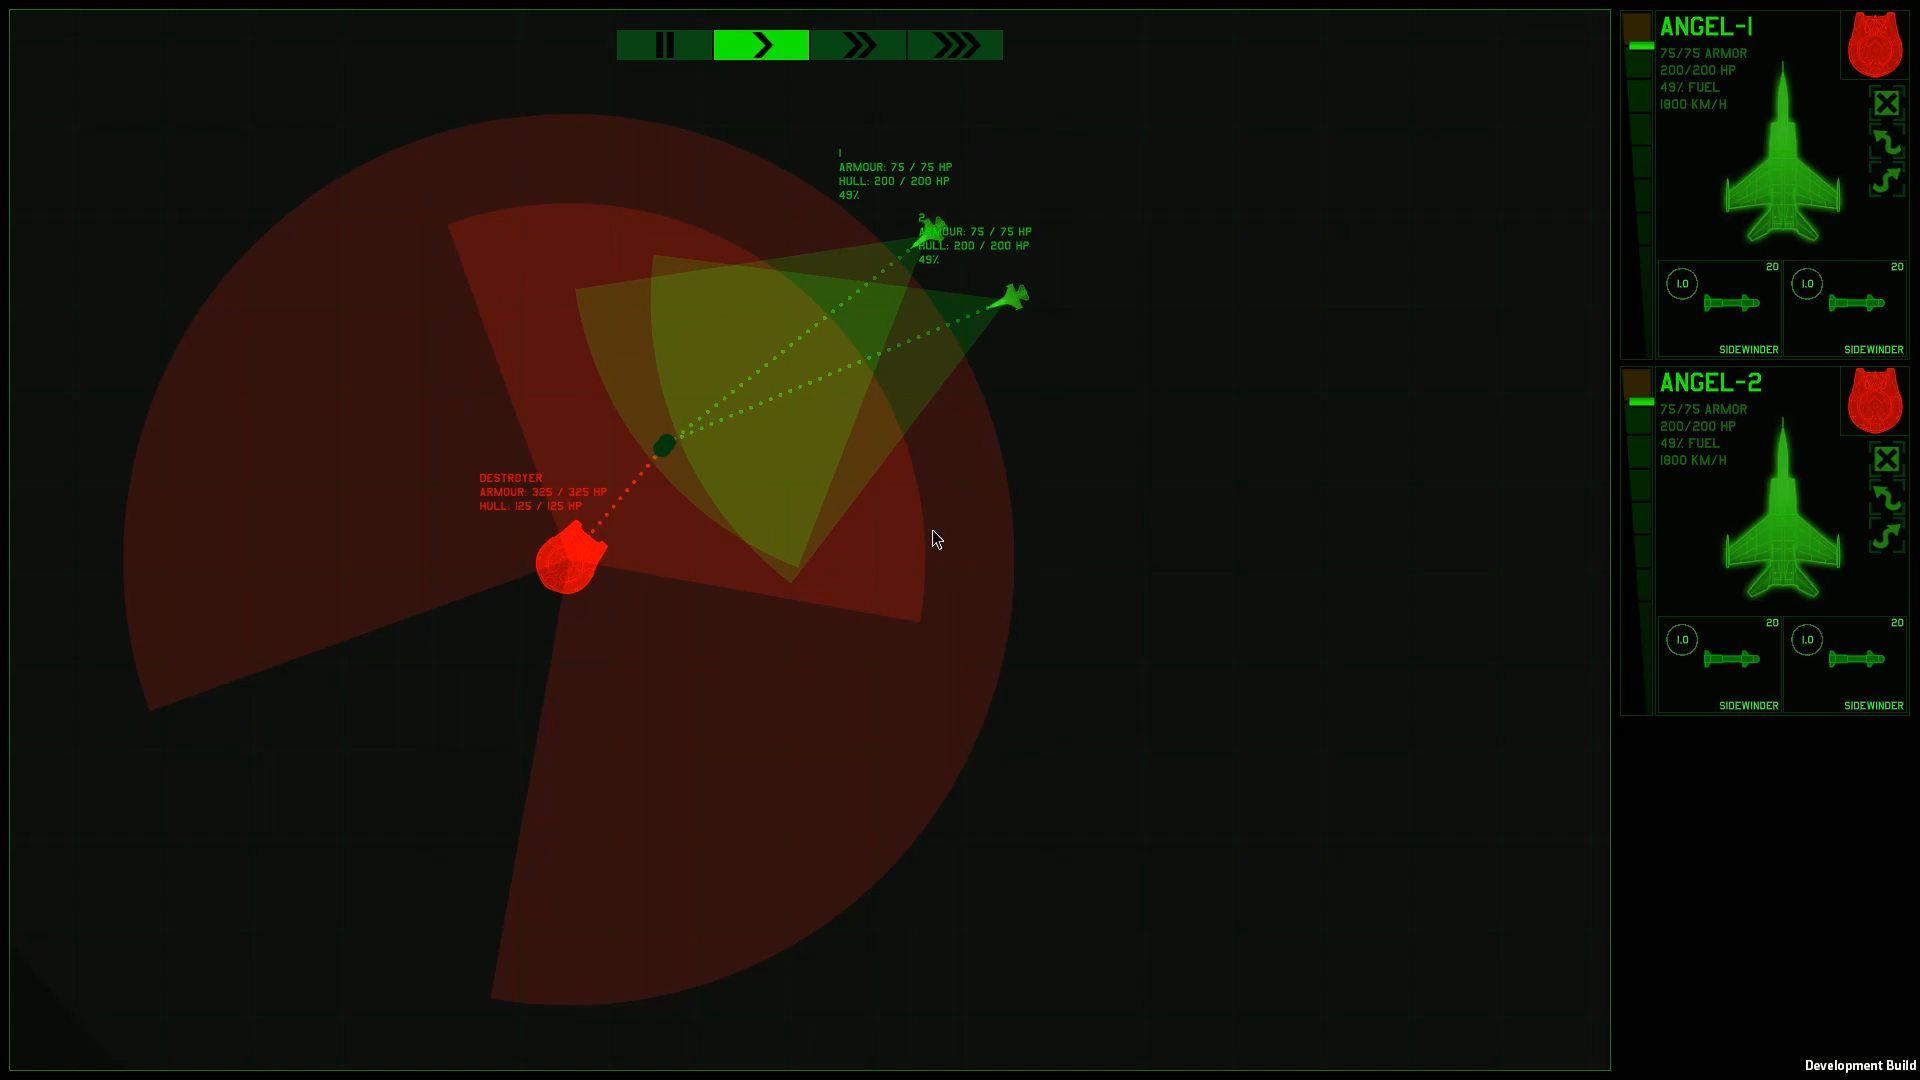 1
ARMOUR: 75 / 75 HP
HULL: 200 / 200 HP
49%
2
ARMOUR: 75 / 75 HP
HULL: 200 / 200 HP
49%
DESTROYER
ARMOUR: 325 / 325 HP
HULL: 125 / 125 HP
ANGEL-1
75/75 ARMOR
200/200 HP
49% FUEL
1800 KM/H
20
1.0
SIDEWINDER
20
1.0
SIDEWINDER
ANGEL-2
75/75 ARMOR
200/200 HP
49% FUEL
1800 KM/H
20
1.0
SIDEWINDER
20
1.0
SIDEWINDER
Development Build